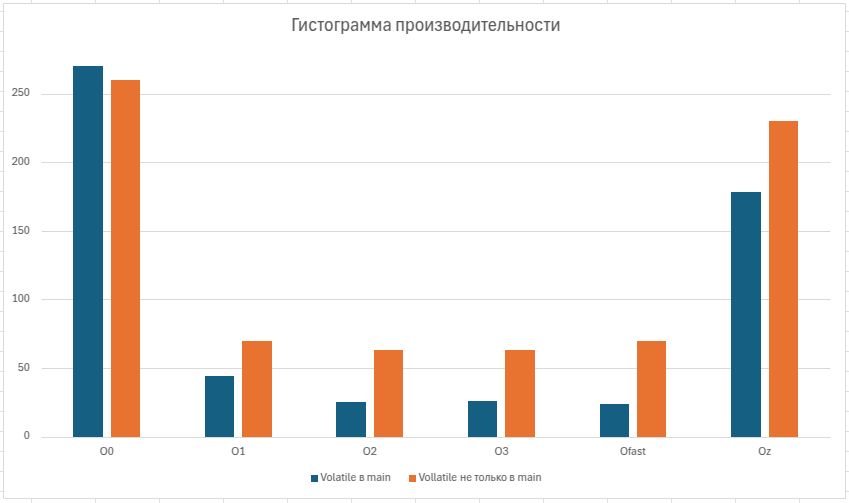 Гистограмма производительности
250
200
150
100
50
0
O0 O1 O2 O3 Ofast Oz
Volatile в main Vollatile не только в main